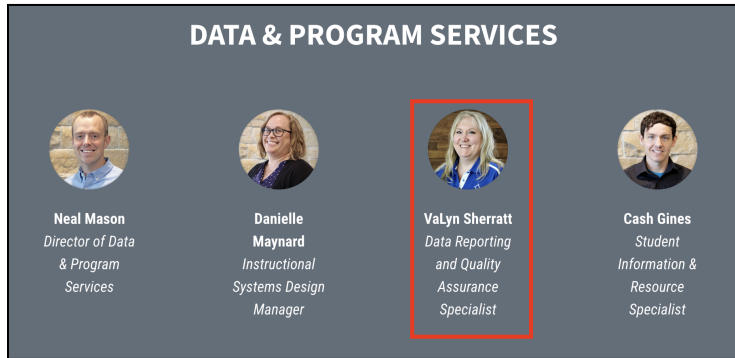 DATA & PROGRAM SERVICES
Neal Mason
Director of Data
& Program
Services
Danielle
Maynard
Instructional
Systems Design
Manager
VaLyn Sherratt
Data Reporting
and Quality
Assurance
Specialist
Cash Gines
Student
Information &
Resource
Specialist